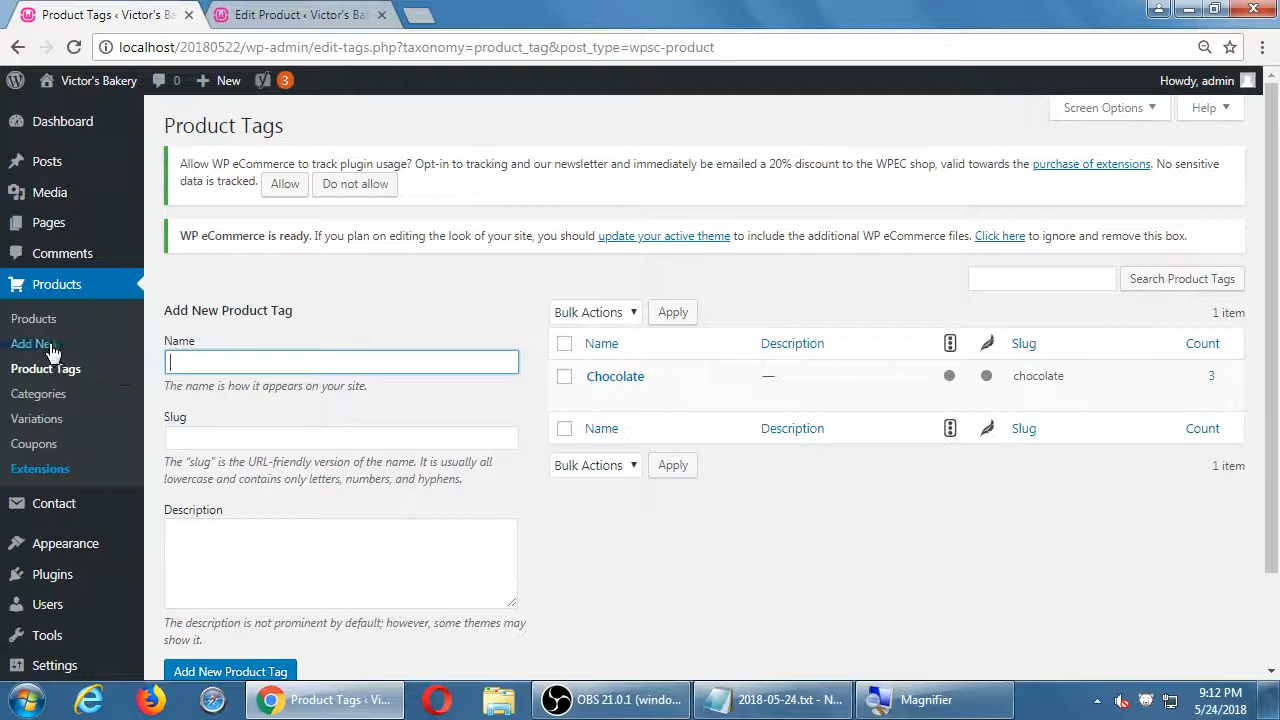 Product Tags ‹ Victor's Ba
Edit Product ‹ Victor's Bak
localhost/20180522/wp-admin/edit-tags.php?taxonomy=product_tag&post_type=wpsc-product
Victor's Bakery
0
New
3
Howdy, admin
Dashboard
Posts
Media
Pages
Comments
Products
Products
Add New
Product Tags
Categories
Variations
Coupons
Extensions
Contact
Appearance
Plugins
Users
Tools
Settings
Screen Options ▼
Help ▼
Product Tags
Allow WP eCommerce to track plugin usage? Opt-in to tracking and our newsletter and immediately be emailed a 20% discount to the WPEC shop, valid towards the purchase of extensions. No sensitive
data is tracked. Allow Do not allow
WP eCommerce is ready. If you plan on editing the look of your site, you should update your active theme to include the additional WP eCommerce files. Click here to ignore and remove this box.
Search Product Tags
Add New Product Tag
Name
The name is how it appears on your site.
Slug
The “slug” is the URL-friendly version of the name. It is usually all
lowercase and contains only letters, numbers, and hyphens.
Description
The description is not prominent by default; however, some themes may
show it.
Add New Product Tag
Bulk Actions ▼ Apply
1 item
Name Description Slug Count
Chocolate — chocolate 3
Name Description Slug Count
Bulk Actions ▼ Apply
1 item
Product Tags ‹ Vi...
OBS 21.0.1 (windo...
2018-05-24.txt - N...
Magnifier
9:12 PM
5/24/2018